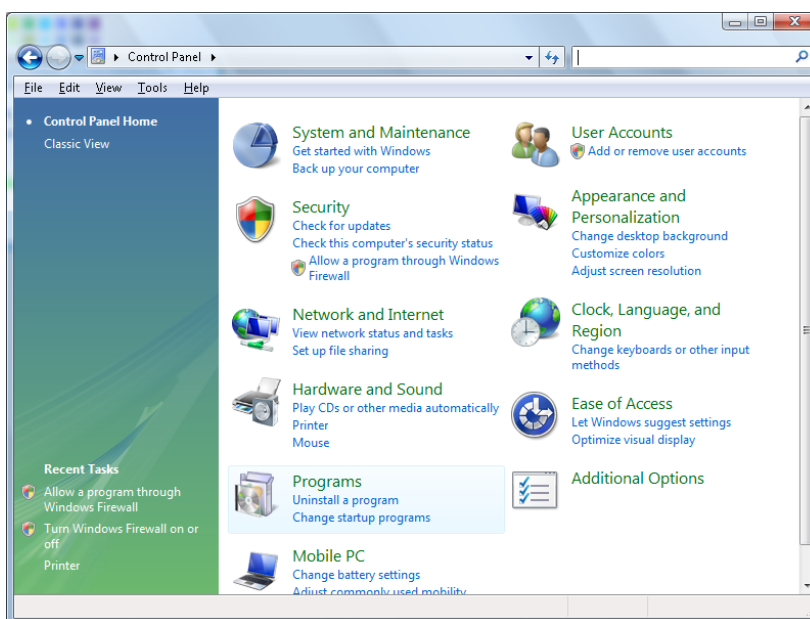 Control Panel
File Edit View Tools Help
Control Panel Home
Classic View
Recent Tasks
Allow a program through
Windows Firewall
Turn Windows Firewall on or
off
Printer
System and Maintenance
Get started with Windows
Back up your computer
Security
Check for updates
Check this computer's security status
Allow a program through Windows
Firewall
Network and Internet
View network status and tasks
Set up file sharing
Hardware and Sound
Play CDs or other media automatically
Printer
Mouse
Programs
Uninstall a program
Change startup programs
Mobile PC
Change battery settings
Adjust commonly used mobility
User Accounts
Add or remove user accounts
Appearance and
Personalization
Change desktop background
Customize colors
Adjust screen resolution
Clock, Language, and
Region
Change keyboards or other input
methods
Ease of Access
Let Windows suggest settings
Optimize visual display
Additional Options